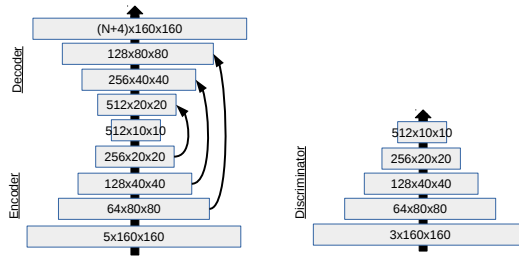 Decoder
(N+4)x160x160
128x80x80
256x40x40
512x20x20
512x10x10
256x20x20
Encoder
128x40x40
64x80x80
5x160x160
Discriminator
512x10x10
256x20x20
128x40x40
64x80x80
3x160x160